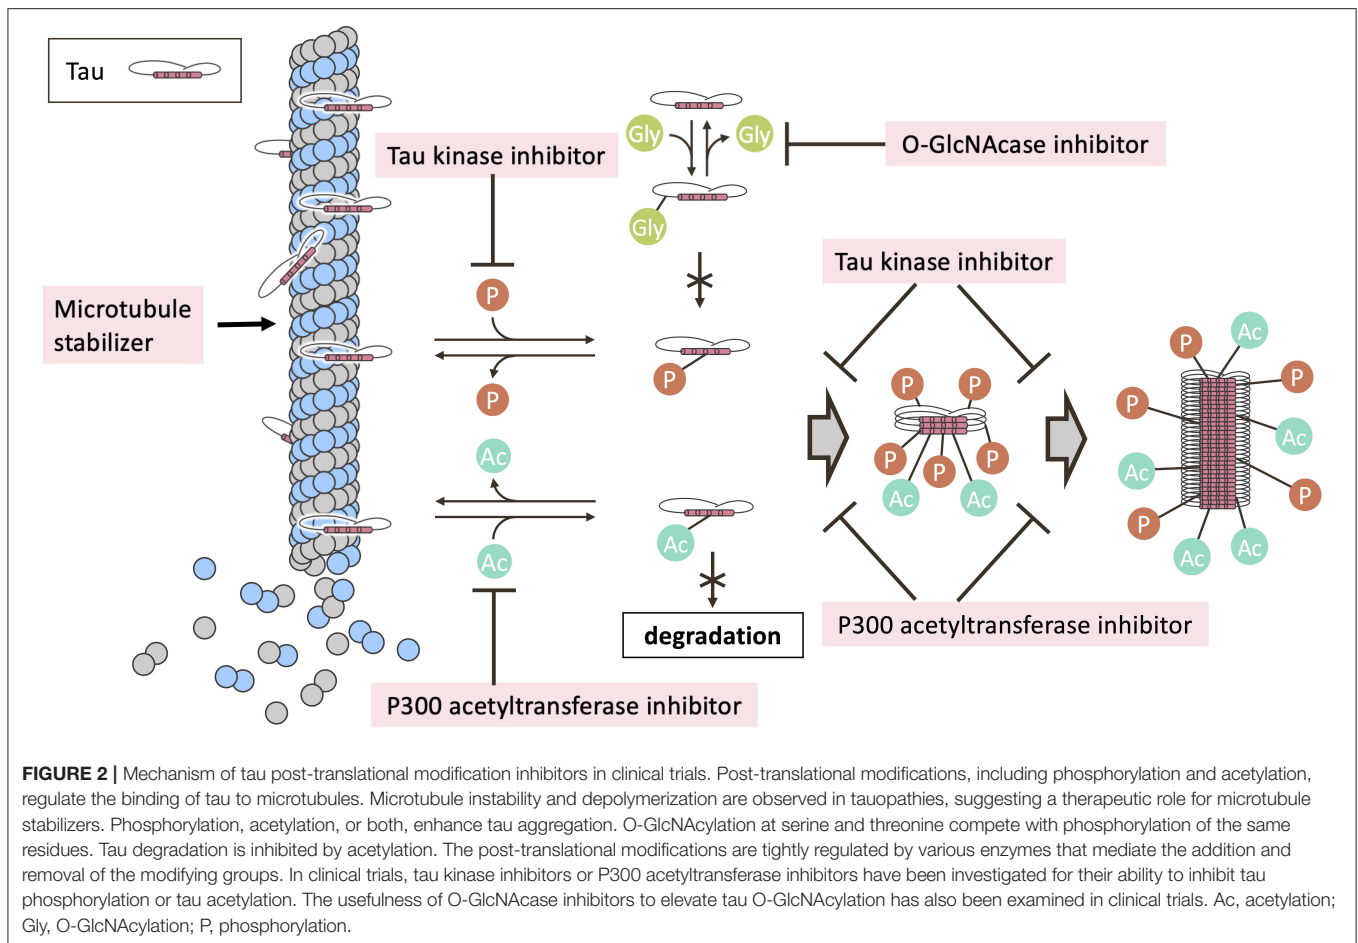 Tau
Tau kinase inhibitor
Gly
Gly
O-GlcNAcase inhibitor
Gly
Tau kinase inhibitor
Microtubule
stabilizer
P
P
P
Ac
Ac
Ac
P
P
P
P
P
Ac
Ac
P
Ac
P
P
Ac
Ac
P
P
Ac
Ac
degradation
P300 acetyltransferase inhibitor
P300 acetyltransferase inhibitor
FIGURE 2 | Mechanism of tau post-translational modification inhibitors in clinical trials. Post-translational modifications, including phosphorylation and acetylation,
regulate the binding of tau to microtubules. Microtubule instability and depolymerization are observed in tauopathies, suggesting a therapeutic role for microtubule
stabilizers. Phosphorylation, acetylation, or both, enhance tau aggregation. O-GlcNAcylation at serine and threonine compete with phosphorylation of the same
residues. Tau degradation is inhibited by acetylation. The post-translational modifications are tightly regulated by various enzymes that mediate the addition and
removal of the modifying groups. In clinical trials, tau kinase inhibitors or P300 acetyltransferase inhibitors have been investigated for their ability to inhibit tau
phosphorylation or tau acetylation. The usefulness of O-GlcNAcase inhibitors to elevate tau O-GlcNAcylation has also been examined in clinical trials. Ac, acetylation;
Gly, O-GlcNAcylation; P, phosphorylation.